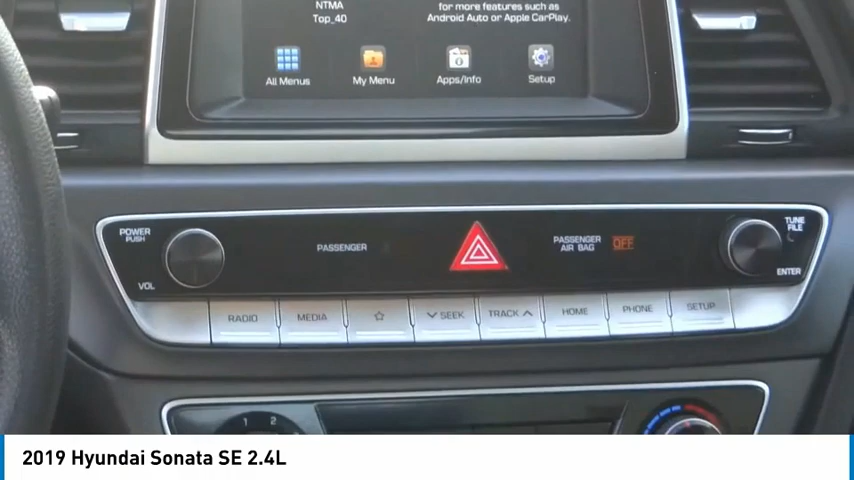 NTMA
Top_40
for more features such as
Android Auto or Apple CarPlay.
All Menus
My Menu
Apps/Info
Setup
POWER
PUSH
VOL
PASSENGER
PASSENGER
AIR BAG
OFF
TUNE
FILE
ENTER
RADIO
MEDIA
SEEK
TRACK
HOME
PHONE
SETUP
1 2
2019 Hyundai Sonata SE 2.4L